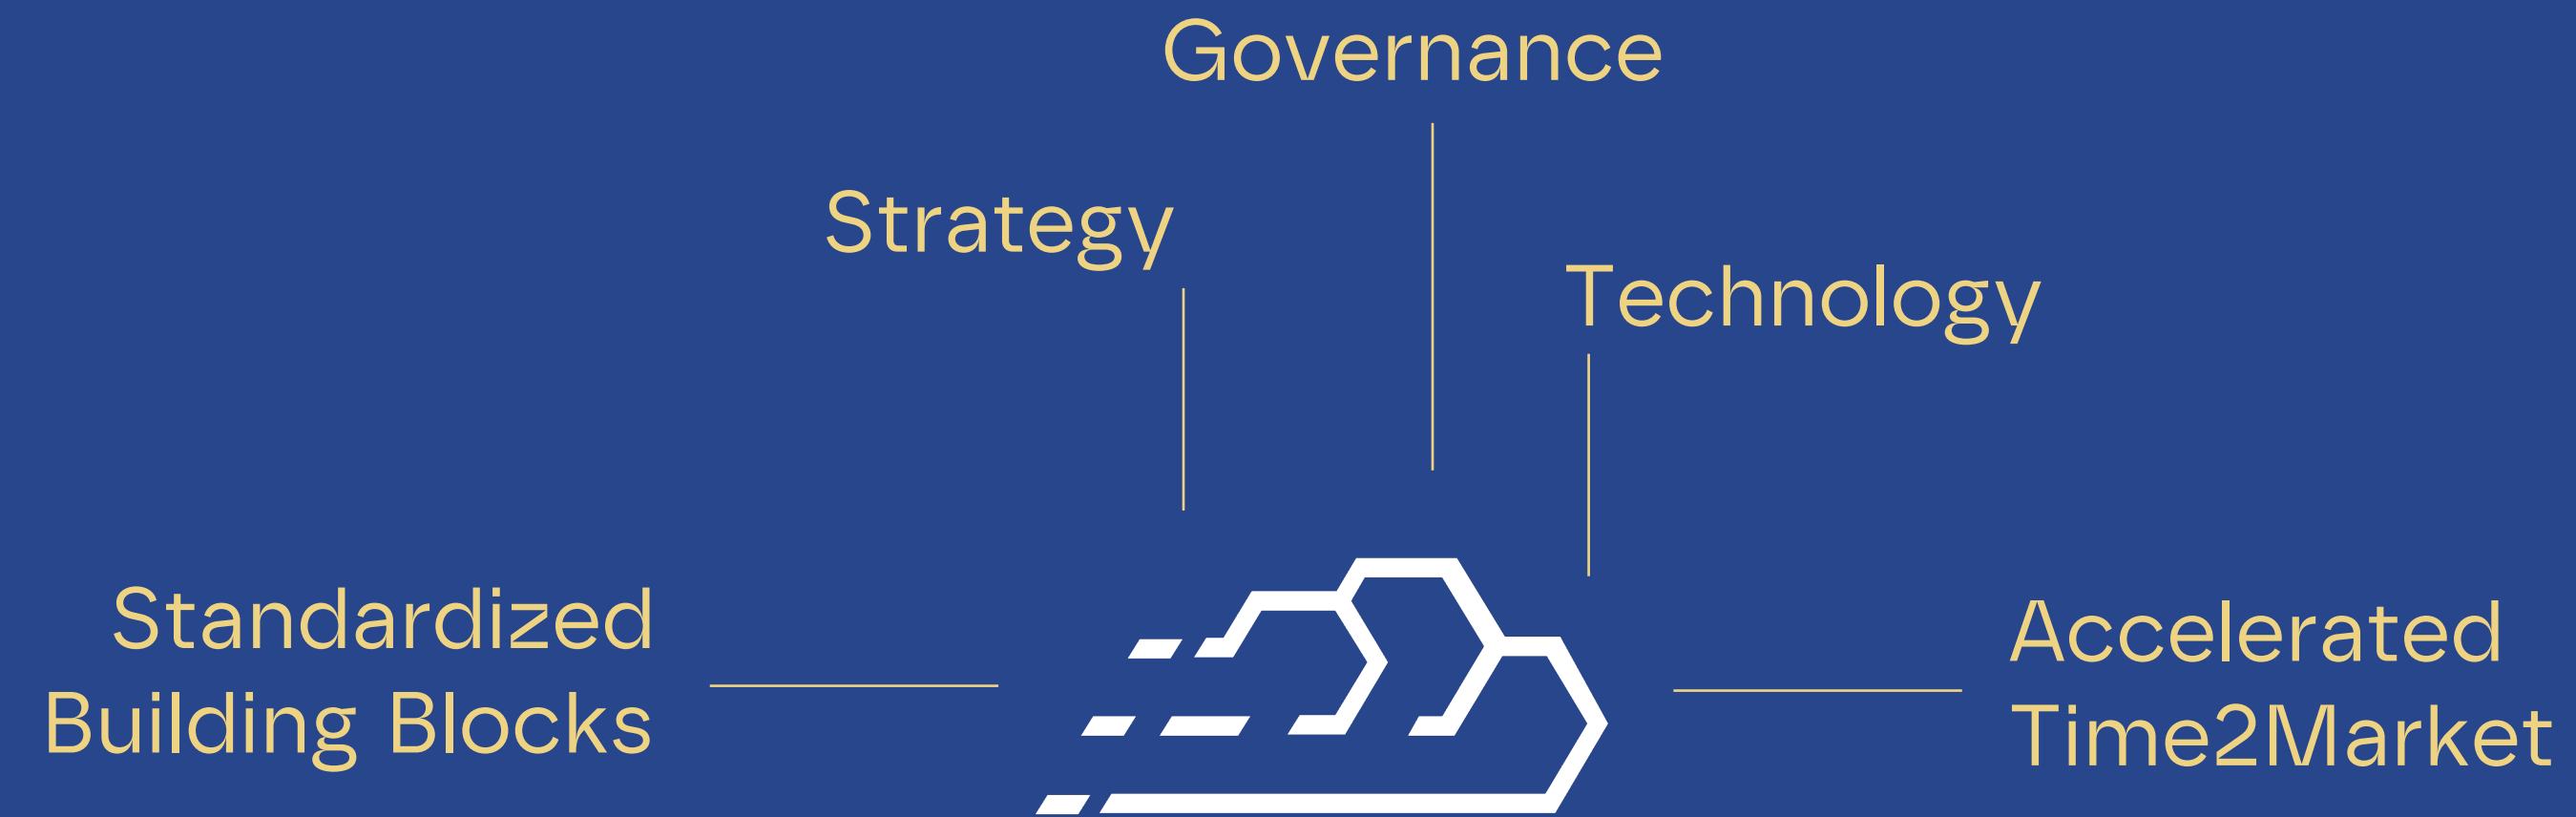 Governance
Strategy
Technology
Standardized
Building Blocks
Accelerated
Time2Market